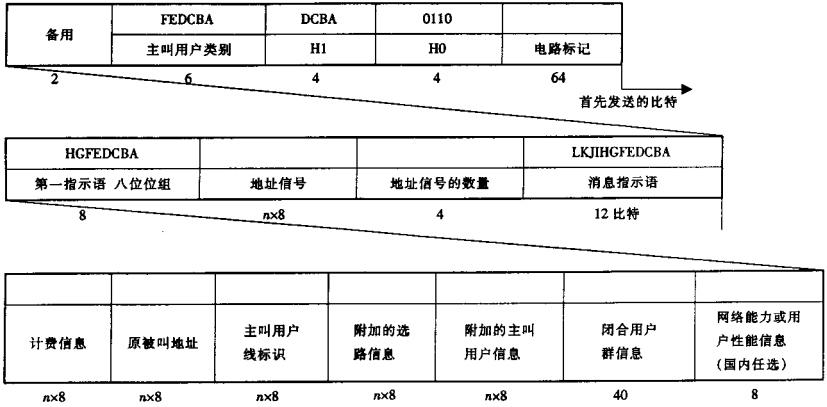 FEDCBA DCBA 0110
备用 主叫用户类别 H1 H0 电路标记
2 6 4 4 64
首先发送的比特
HGFEDCBA LKJIHGFEDCBA
第一指示语 八位位组 地址信号 地址信号的数量 消息指示语
8 n×8 4 12 比特
计费信息 原被叫地址 主叫用户 附加的选 附加的主叫 闭合用户 网络能力或用
线标识 路信息 用户信息 群信息 户性能信息
(国内任选)
n×8 n×8 n×8 n×8 n×8 40 8